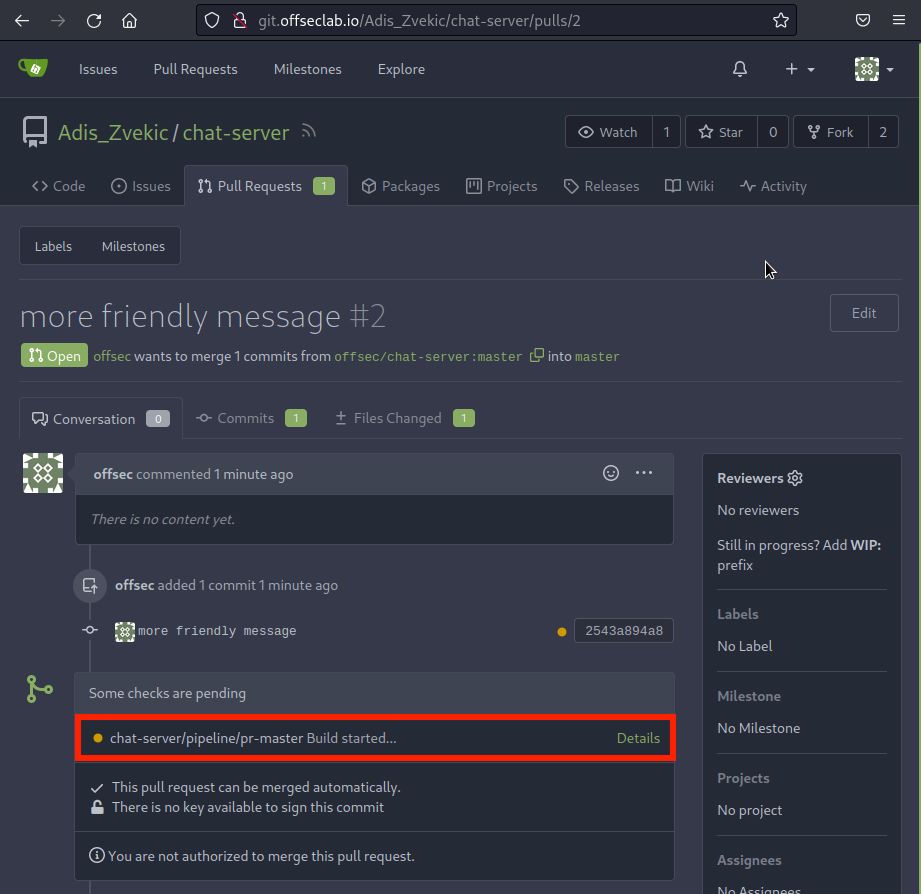 git.offseclab.io/Adis_Zvekic/chat-server/pulls/2
Issues Pull Requests Milestones Explore
Adis_Zvekic / chat-server
Watch 1 Star 0 Fork 2
Code Issues Pull Requests 1 Packages Projects Releases Wiki Activity
Labels Milestones
more friendly message #2
Edit
Open offsec wants to merge 1 commits from offsec/chat-server:master into master
Conversation 0 Commits 1 Files Changed 1
offsec commented 1 minute ago
There is no content yet.
offsec added 1 commit 1 minute ago
more friendly message 2543a894a8
Some checks are pending
chat-server/pipeline/pr-master Build started... Details
This pull request can be merged automatically.
There is no key available to sign this commit
You are not authorized to merge this pull request.
Reviewers
No reviewers
Still in progress? Add WIP:
prefix
Labels
No Label
Milestone
No Milestone
Projects
No project
Assignees
No Assignees